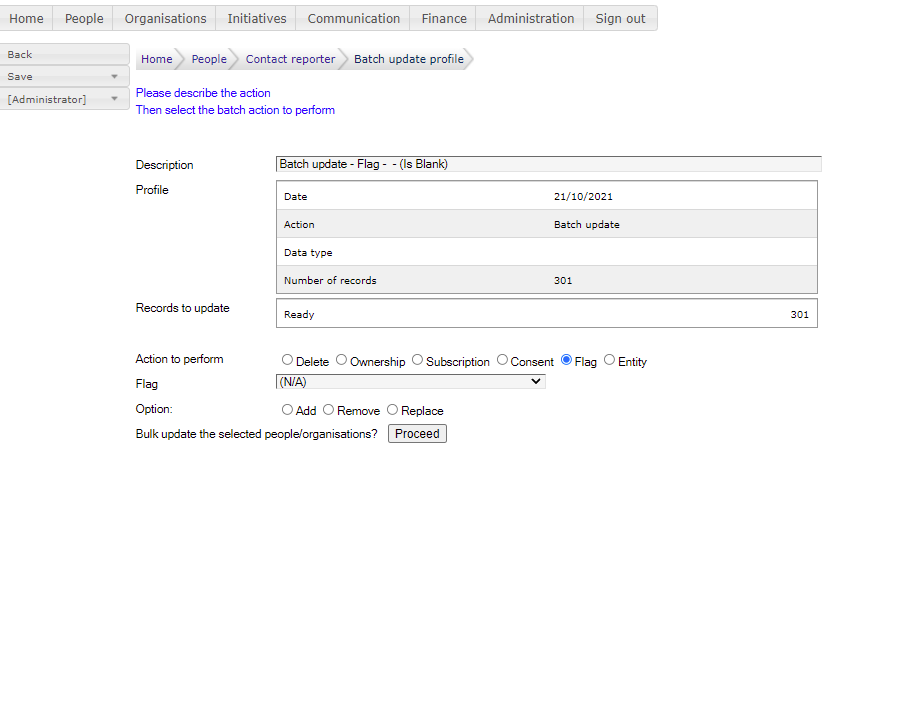 Home People Organisations Initiatives Communication Finance Administration Sign out
Back
Save
[Administrator]
Home People Contact reporter Batch update profile
Please describe the action
Then select the batch action to perform
Description Batch update - Flag -  - (Is Blank)
Profile
Date 21/10/2021
Action Batch update
Data type
Number of records 301
Records to update
Ready 301
Action to perform Delete Ownership Subscription Consent Flag Entity
Flag (N/A)
Option: Add Remove Replace
Bulk update the selected people/organisations? Proceed